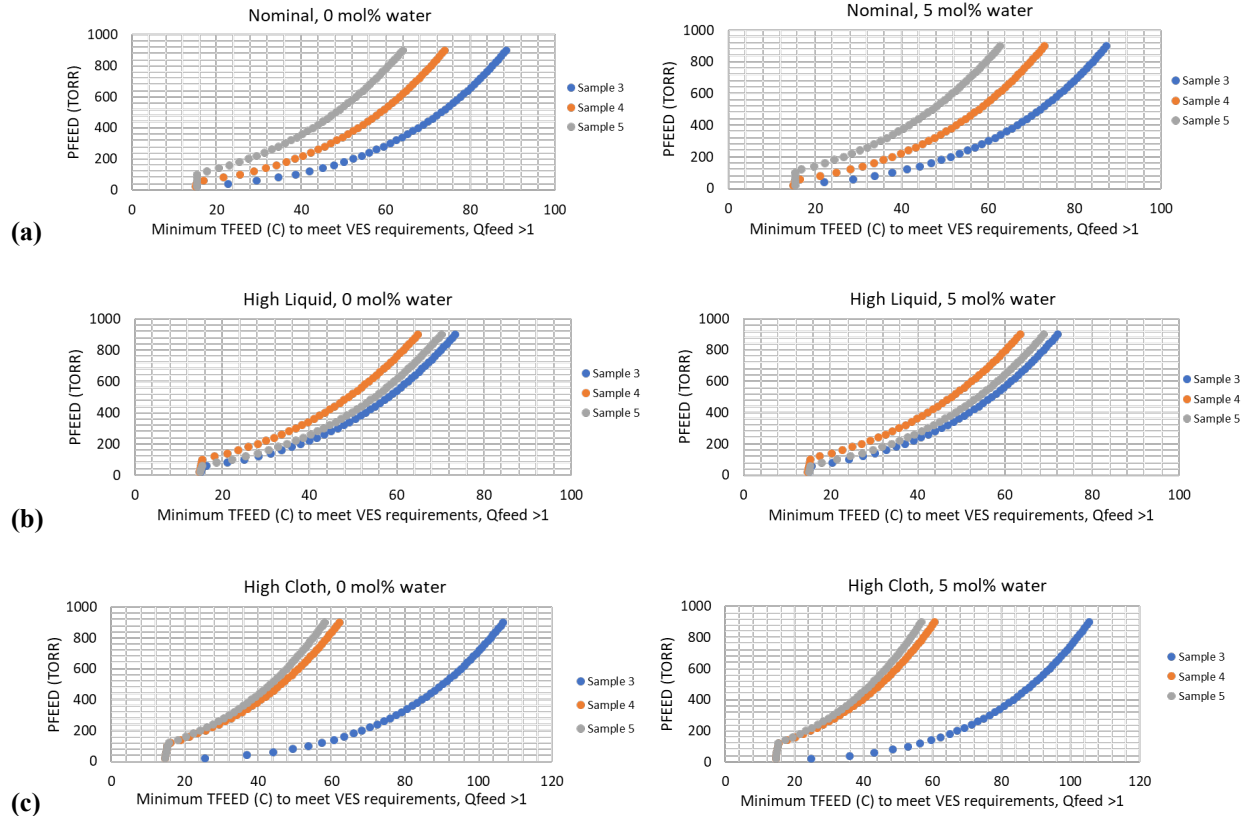 Nominal, 0 mol% water
1000
800
600
400
200
0
PFEED (TORR)
0 20 40 60 80 100
Minimum TFEED (C) to meet VES requirements, Qfeed >1
Sample 3
Sample 4
Sample 5
Nominal, 5 mol% water
1000
800
600
400
200
0
PFEED (TORR)
0 20 40 60 80 100
Minimum TFEED (C) to meet VES requirements, Qfeed >1
Sample 3
Sample 4
Sample 5
(a)
High Liquid, 0 mol% water
1000
800
600
400
200
0
PFEED (TORR)
0 20 40 60 80 100
Minimum TFEED (C) to meet VES requirements, Qfeed >1
Sample 3
Sample 4
Sample 5
High Liquid, 5 mol% water
1000
800
600
400
200
0
PFEED (TORR)
0 20 40 60 80 100
Minimum TFEED (C) to meet VES requirements, Qfeed >1
Sample 3
Sample 4
Sample 5
(b)
High Cloth, 0 mol% water
1000
800
600
400
200
0
PFEED (TORR)
0 20 40 60 80 100 120
Minimum TFEED (C) to meet VES requirements, Qfeed >1
Sample 3
Sample 4
Sample 5
High Cloth, 5 mol% water
1000
800
600
400
200
0
PFEED (TORR)
0 20 40 60 80 100 120
Minimum TFEED (C) to meet VES requirements, Qfeed >1
Sample 3
Sample 4
Sample 5
(c)